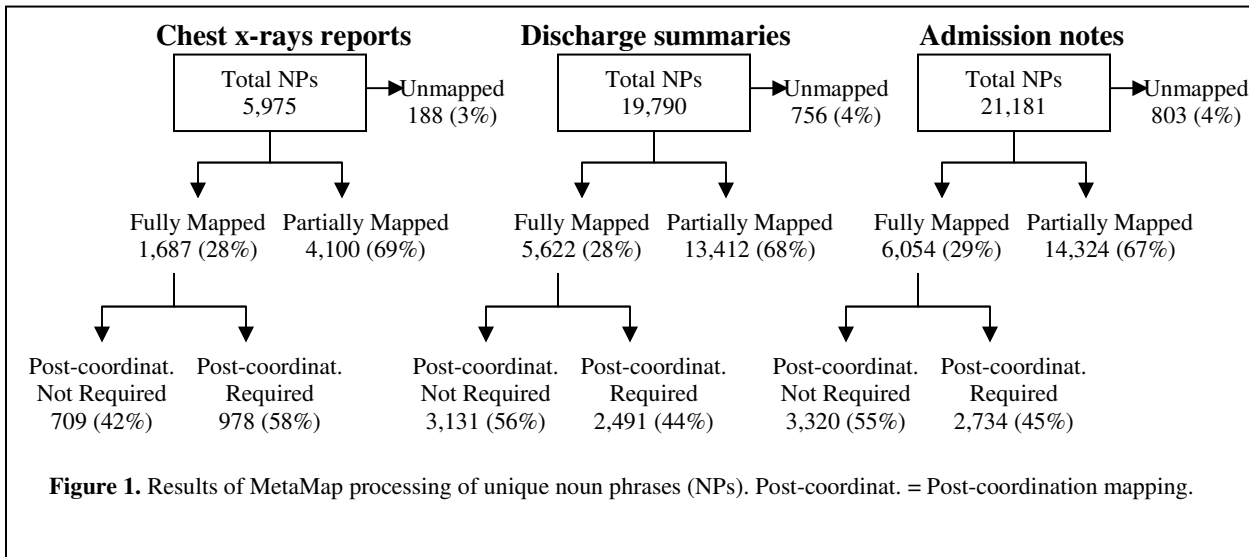 Chest x-rays reports
Total NPs
5,975
Unmapped
188 (3%)
Fully Mapped
1,687 (28%)
Partially Mapped
4,100 (69%)
Post-coordinat.
Not Required
709 (42%)
Post-coordinat.
Required
978 (58%)
Discharge summaries
Total NPs
19,790
Unmapped
756 (4%)
Fully Mapped
5,622 (28%)
Partially Mapped
13,412 (68%)
Post-coordinat.
Not Required
3,131 (56%)
Post-coordinat.
Required
2,491 (44%)
Admission notes
Total NPs
21,181
Unmapped
803 (4%)
Fully Mapped
6,054 (29%)
Partially Mapped
14,324 (67%)
Post-coordinat.
Not Required
3,320 (55%)
Post-coordinat.
Required
2,734 (45%)
Figure 1. Results of MetaMap processing of unique noun phrases (NPs). Post-coordinat. = Post-coordination mapping.